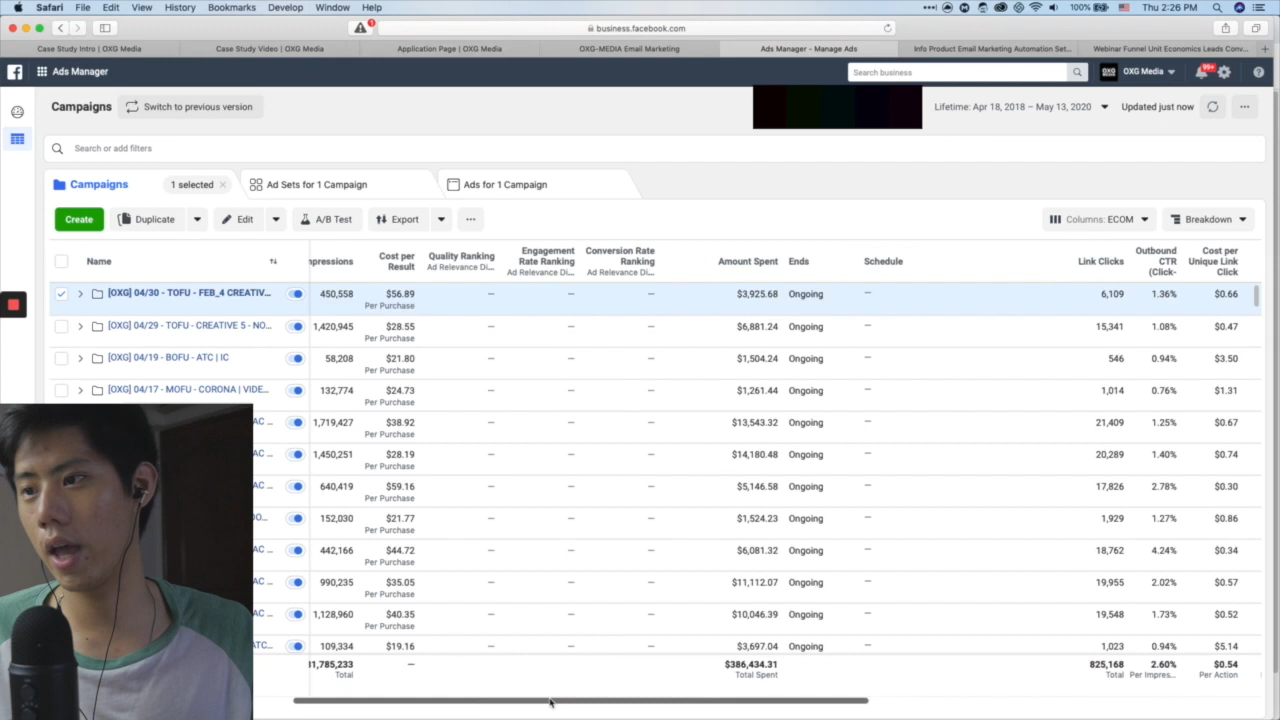 Safari File Edit View History Bookmarks Develop Window Help 100% Thu 2:26 PM
1 business.facebook.com
Case Study Intro | OXG Media Case Study Video | OXG Media Application Page | OXG Media OXG-MEDIA Email Marketing Ads Manager - Manage Ads Info Product Email Marketing Automation Set... Webinar Funnel Unit Economics Leads Conv...
Ads Manager Search business OXG OXG Media 99+
Campaigns Switch to previous version Lifetime: Apr 18, 2018 – May 13, 2020 Updated just now
Search or add filters
Campaigns 1 selected Ad Sets for 1 Campaign Ads for 1 Campaign
Create Duplicate Edit A/B Test Export Columns: ECOM Breakdown
Name mpressions Cost per Result Quality Ranking Ad Relevance Di... Engagement Rate Ranking Ad Relevance Di... Conversion Rate Ranking Ad Relevance Di... Amount Spent Ends Schedule Link Clicks Outbound CTR (Click- Cost per Unique Link Click
[OXG] 04/30 - TOFU - FEB_4 CREATIV... 450,558 $56.89 — — — $3,925.68 Ongoing — 6,109 1.36% $0.66
Per Purchase
[OXG] 04/29 - TOFU - CREATIVE 5 - NO... 1,420,945 $28.55 — — — $6,881.24 Ongoing — 15,341 1.08% $0.47
Per Purchase
[OXG] 04/19 - BOFU - ATC | IC 58,208 $21.80 — — — $1,504.24 Ongoing — 546 0.94% $3.50
Per Purchase
[OXG] 04/17 - MOFU - CORONA | VIDE... 132,774 $24.73 — — — $1,261.44 Ongoing — 1,014 0.76% $1.31
Per Purchase
AC ... 1,719,427 $38.92 — — — $13,543.32 Ongoing — 21,409 1.25% $0.67
Per Purchase
AC ... 1,450,251 $28.19 — — — $14,180.48 Ongoing — 20,289 1.40% $0.74
Per Purchase
AC ... 640,419 $59.16 — — — $5,146.58 Ongoing — 17,826 2.78% $0.30
Per Purchase
DO... 152,030 $21.77 — — — $1,524.23 Ongoing — 1,929 1.27% $0.86
Per Purchase
AC ... 442,166 $44.72 — — — $6,081.32 Ongoing — 18,762 4.24% $0.34
Per Purchase
AC ... 990,235 $35.05 — — — $11,112.07 Ongoing — 19,955 2.02% $0.57
Per Purchase
AC ... 1,128,960 $40.35 — — — $10,046.39 Ongoing — 19,548 1.73% $0.52
Per Purchase
ATC... 109,334 $19.16 — — — $3,697.04 Ongoing — 1,023 0.94% $5.14
31,785,233 — $386,434.31 825,168 2.60% $0.54
Total Total Spent Total Per Impres... Per Action